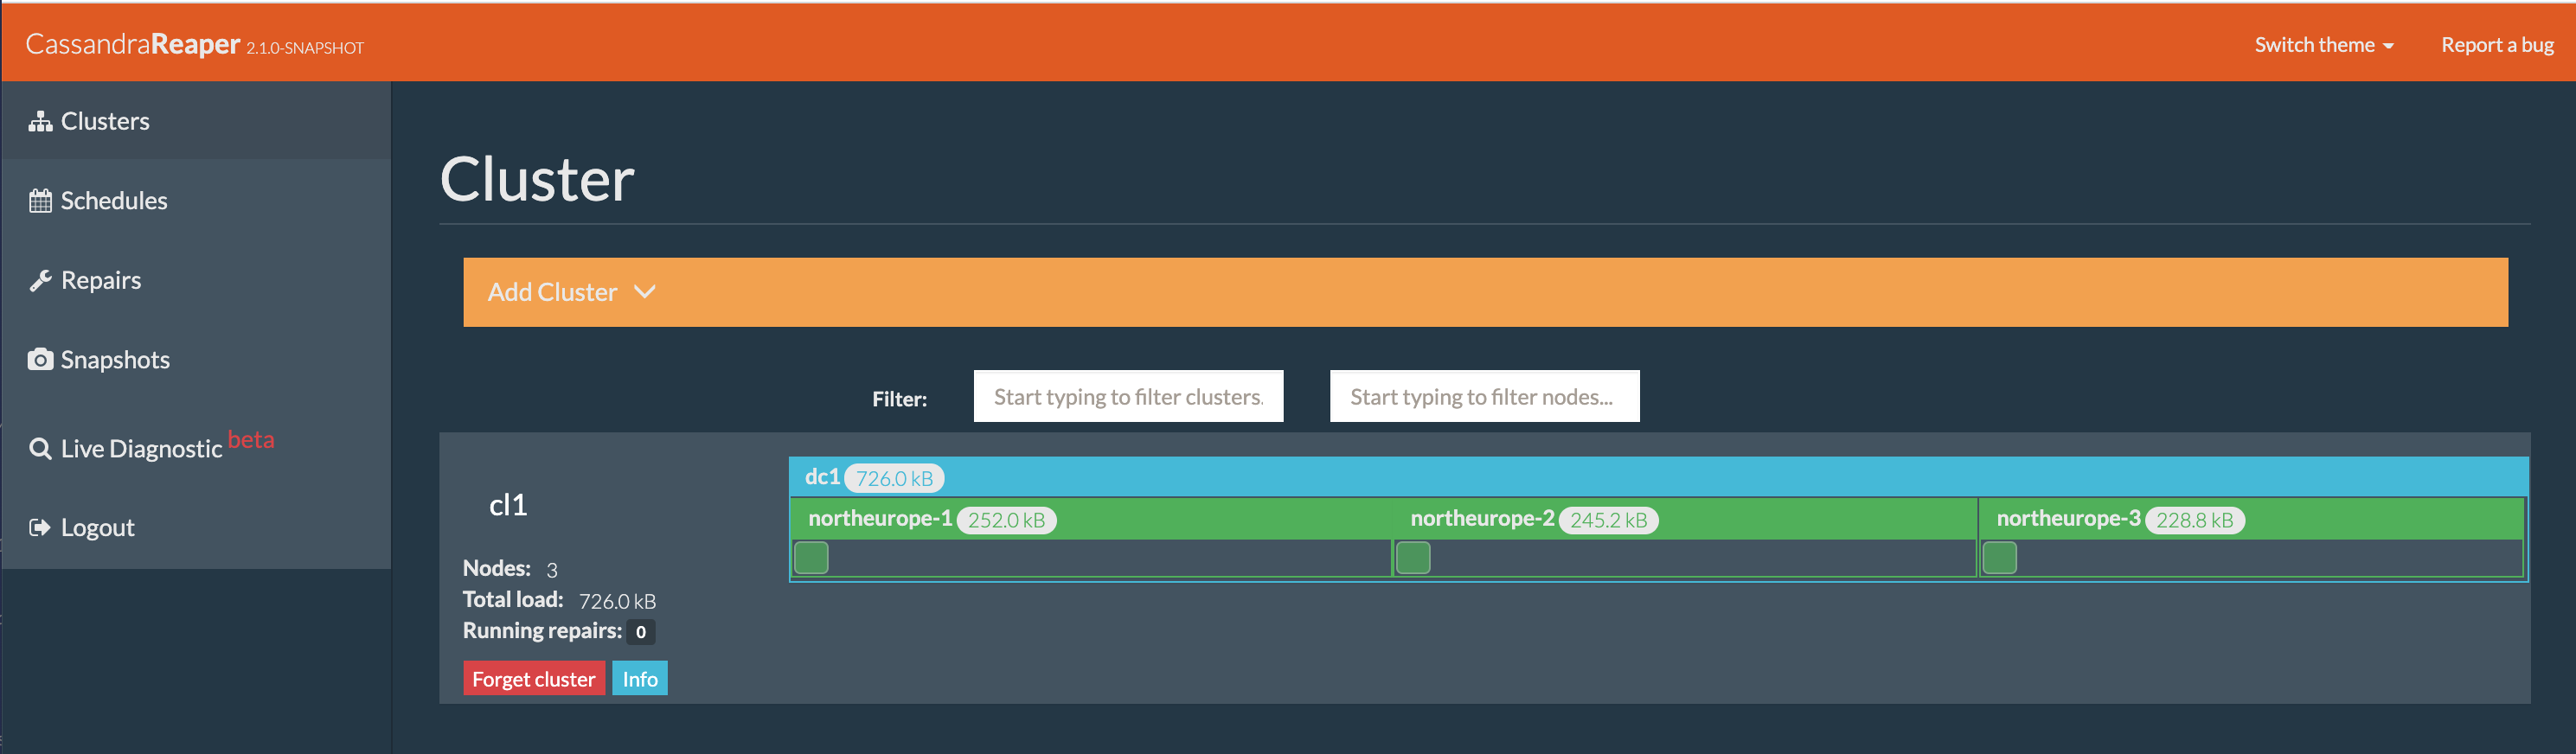 CassandraReaper 2.1.0-SNAPSHOT
Switch theme
Report a bug
Clusters
Schedules
Repairs
Snapshots
Live Diagnostic beta
Logout
Cluster
Add Cluster
Filter:
Start typing to filter clusters.
Start typing to filter nodes...
cl1
Nodes: 3
Total load: 726.0 kB
Running repairs: 0
Forget cluster
Info
dc1 726.0 kB
northeurope-1 252.0 kB
northeurope-2 245.2 kB
northeurope-3 228.8 kB